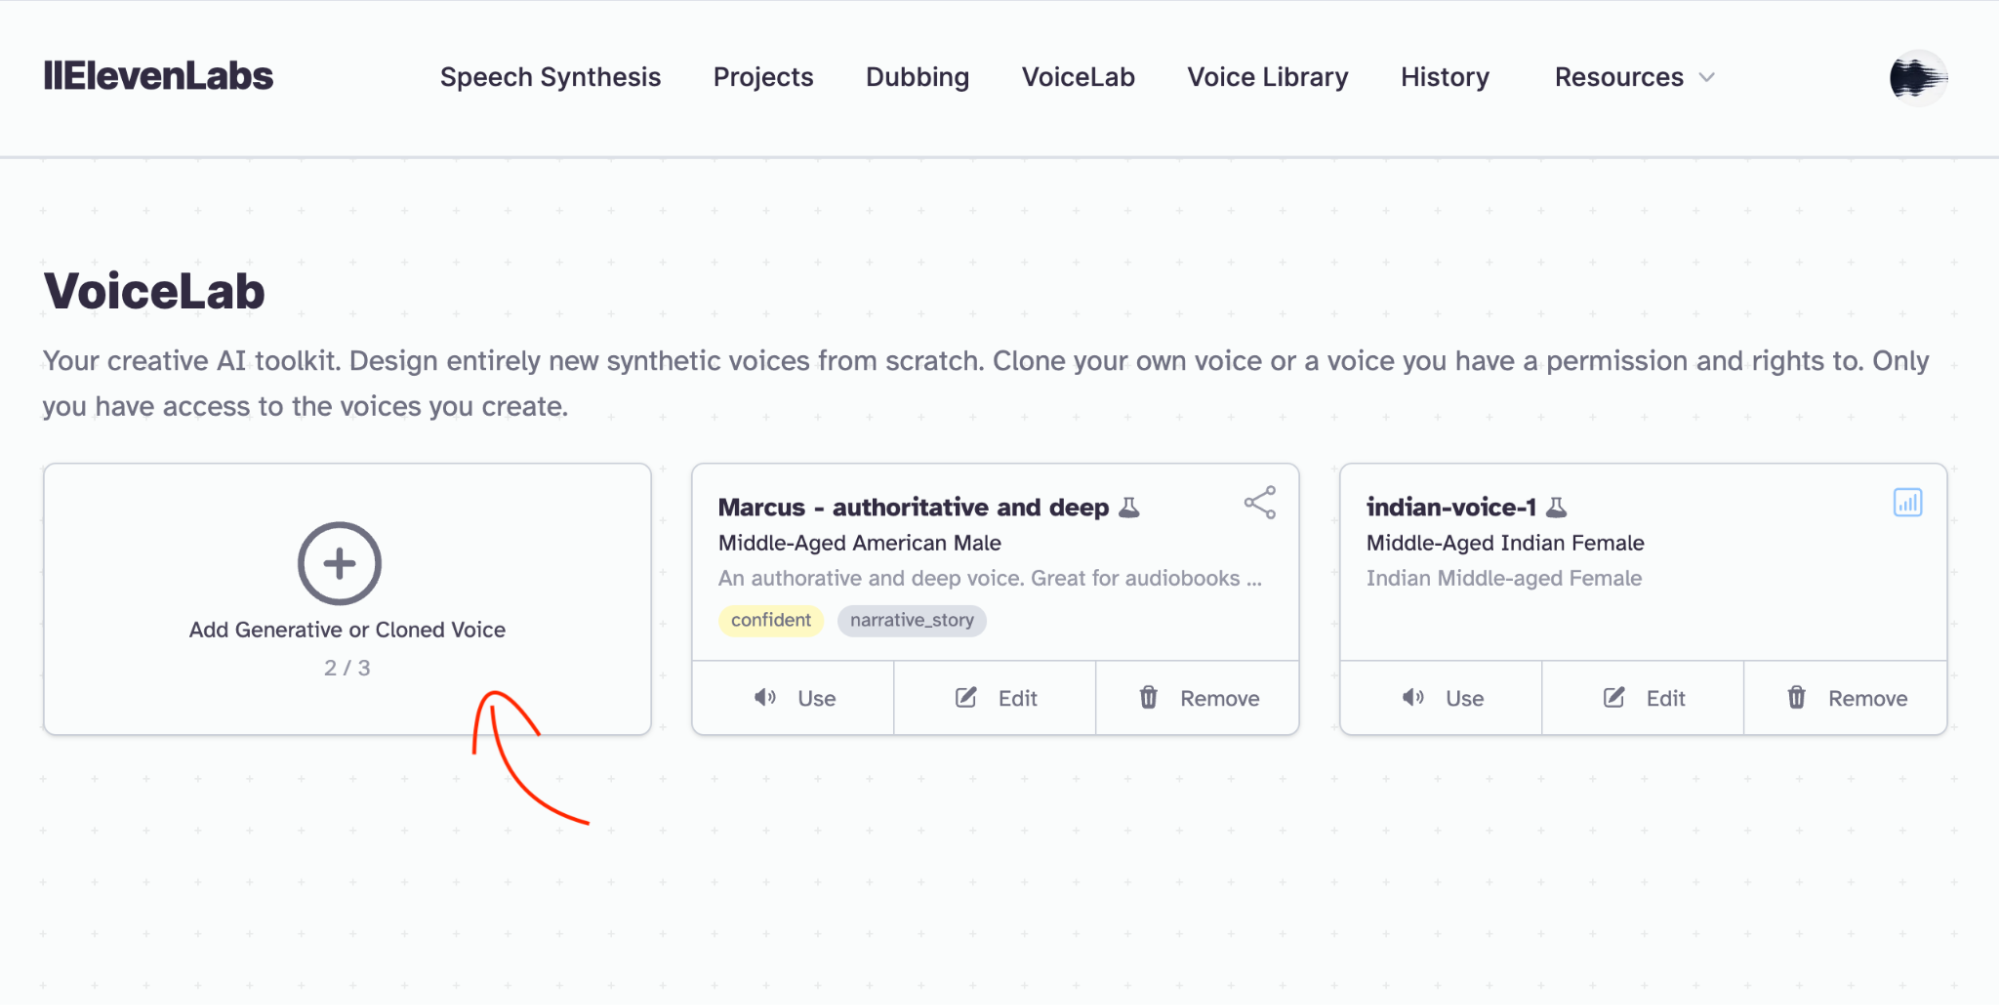 IIElevenLabs
Speech Synthesis
Projects
Dubbing
VoiceLab
Voice Library
History
Resources
VoiceLab
Your creative AI toolkit. Design entirely new synthetic voices from scratch. Clone your own voice or a voice you have a permission and rights to. Only
you have access to the voices you create.
Add Generative or Cloned Voice
2 / 3
Marcus - authoritative and deep
Middle-Aged American Male
An authorative and deep voice. Great for audiobooks ...
confident
narrative_story
Use
Edit
Remove
indian-voice-1
Middle-Aged Indian Female
Indian Middle-aged Female
Use
Edit
Remove